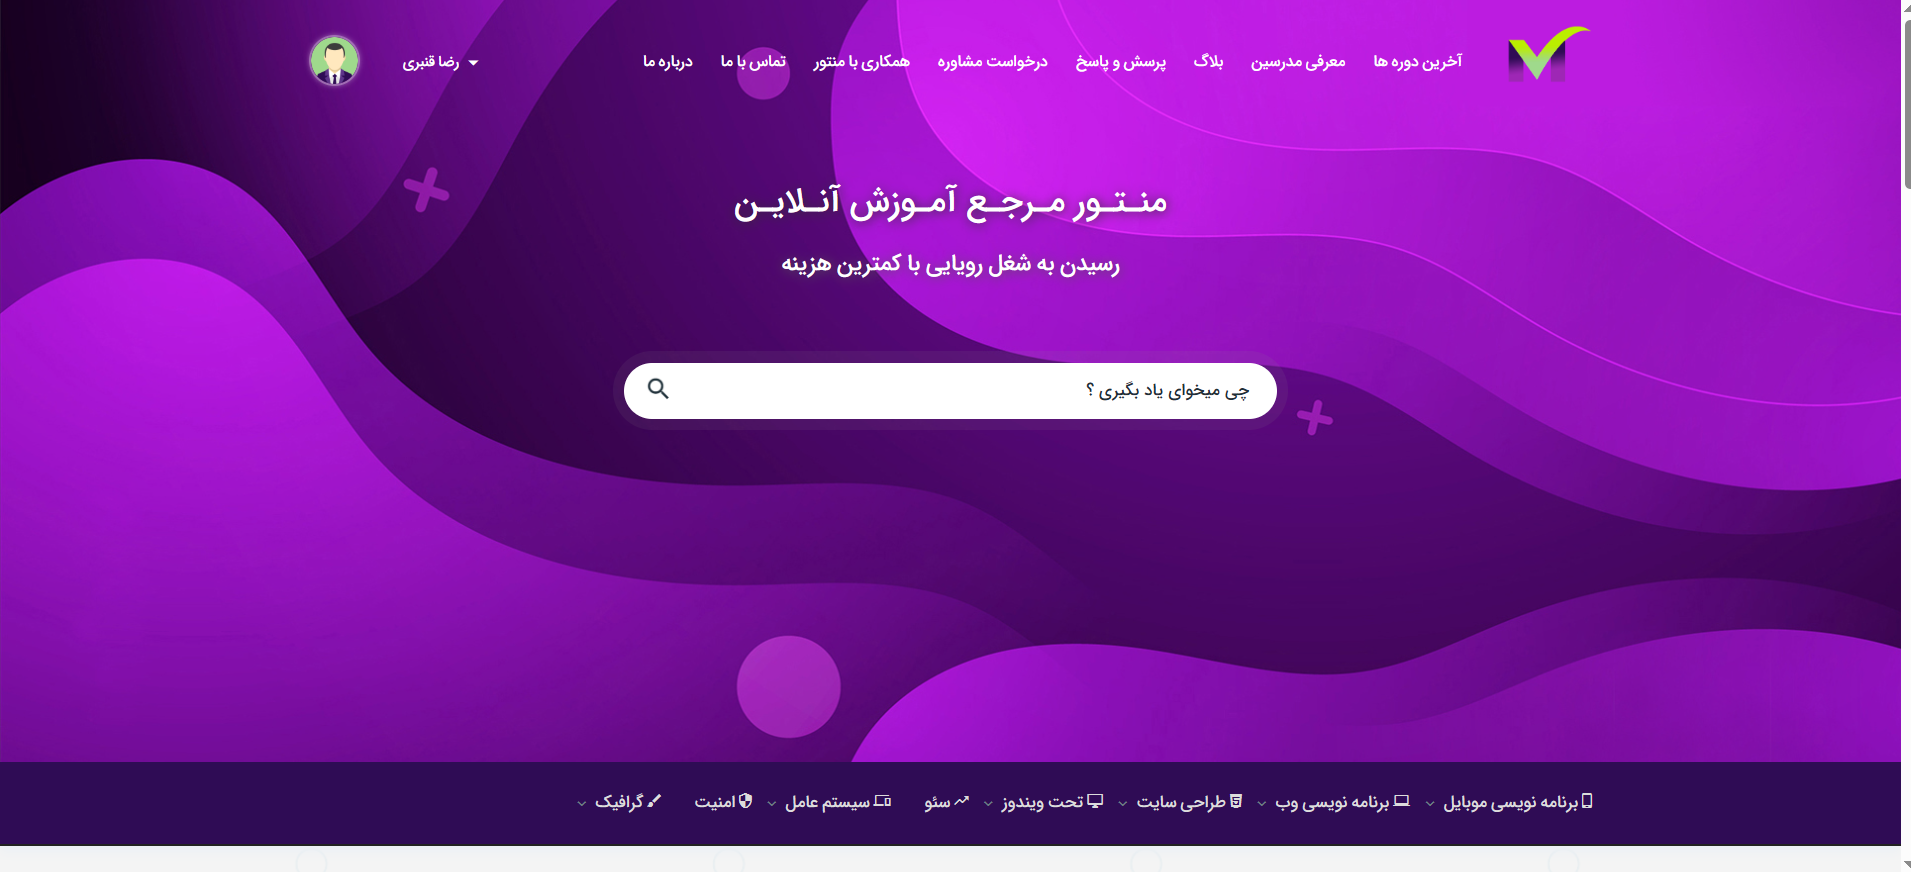 آخرین دوره ها معرفی مدرسین بلاگ پرسش و پاسخ درخواست مشاوره همکاری با منتور تماس با ما درباره ما رضا قنبری
منـتـور مـرجـع آمـوزش آنـلایـن
رسیدن به شغل رویایی با کمترین هزینه
چی میخوای یاد بگیری ؟
برنامه نویسی موبایل برنامه نویسی وب طراحی سایت تحت ویندوز سئو سیستم عامل امنیت گرافیک